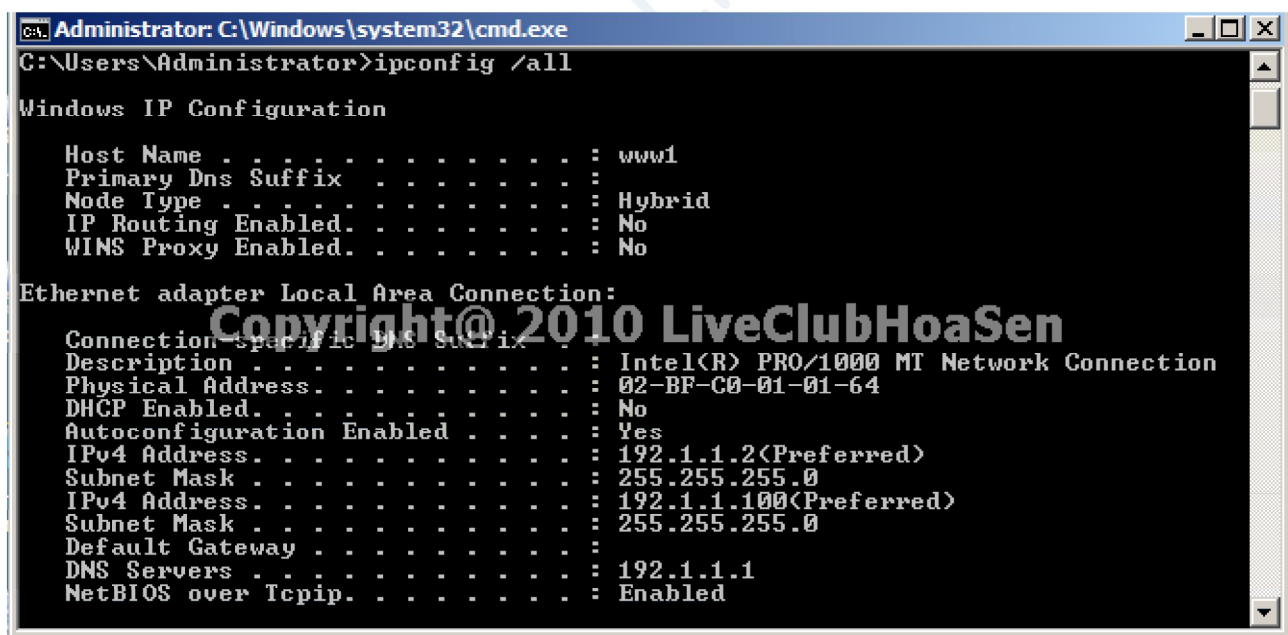 Administrator: C:\Windows\system32\cmd.exe
C:\Users\Administrator>ipconfig /all
Windows IP Configuration
Host Name . . . . . . . . . . . . : www1
Primary Dns Suffix . . . . . . . :
Node Type . . . . . . . . . . . . : Hybrid
IP Routing Enabled. . . . . . . . : No
WINS Proxy Enabled. . . . . . . . : No
Ethernet adapter Local Area Connection:
Copyright@ 2010 LiveClubHoaSen
Connection-specific DNS Suffix . :
Description . . . . . . . . . . . : Intel(R) PRO/1000 MT Network Connection
Physical Address. . . . . . . . . : 02-BF-C0-01-01-64
DHCP Enabled. . . . . . . . . . . : No
Autoconfiguration Enabled . . . . : Yes
IPv4 Address. . . . . . . . . . . : 192.1.1.2(Preferred)
Subnet Mask . . . . . . . . . . . : 255.255.255.0
IPv4 Address. . . . . . . . . . . : 192.1.1.100(Preferred)
Subnet Mask . . . . . . . . . . . : 255.255.255.0
Default Gateway . . . . . . . . . :
DNS Servers . . . . . . . . . . . : 192.1.1.1
NetBIOS over Tcpip. . . . . . . . : Enabled